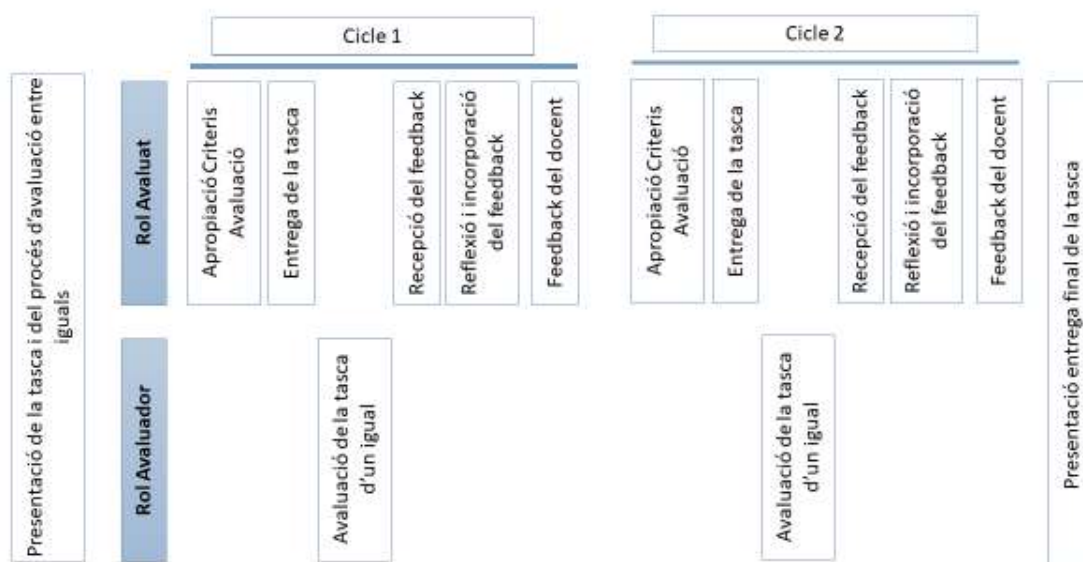 Cicle 1
Cicle 2
Presentació de la tasca i del procés d'avaluació entre
iguals
Rol Avaluat
Apropiació Criteris
Avaluació
Entrega de la tasca
Recepció del feedback
Reflexió i incorporació
del feedback
Feedback del docent
Apropiació Criteris
Avaluació
Entrega de la tasca
Recepció del feedback
Reflexió i incorporació
del feedback
Feedback del docent
Presentació entrega final de la tasca
Rol Avaluador
Avaluació de la tasca
d'un igual
Avaluació de la tasca
d'un igual